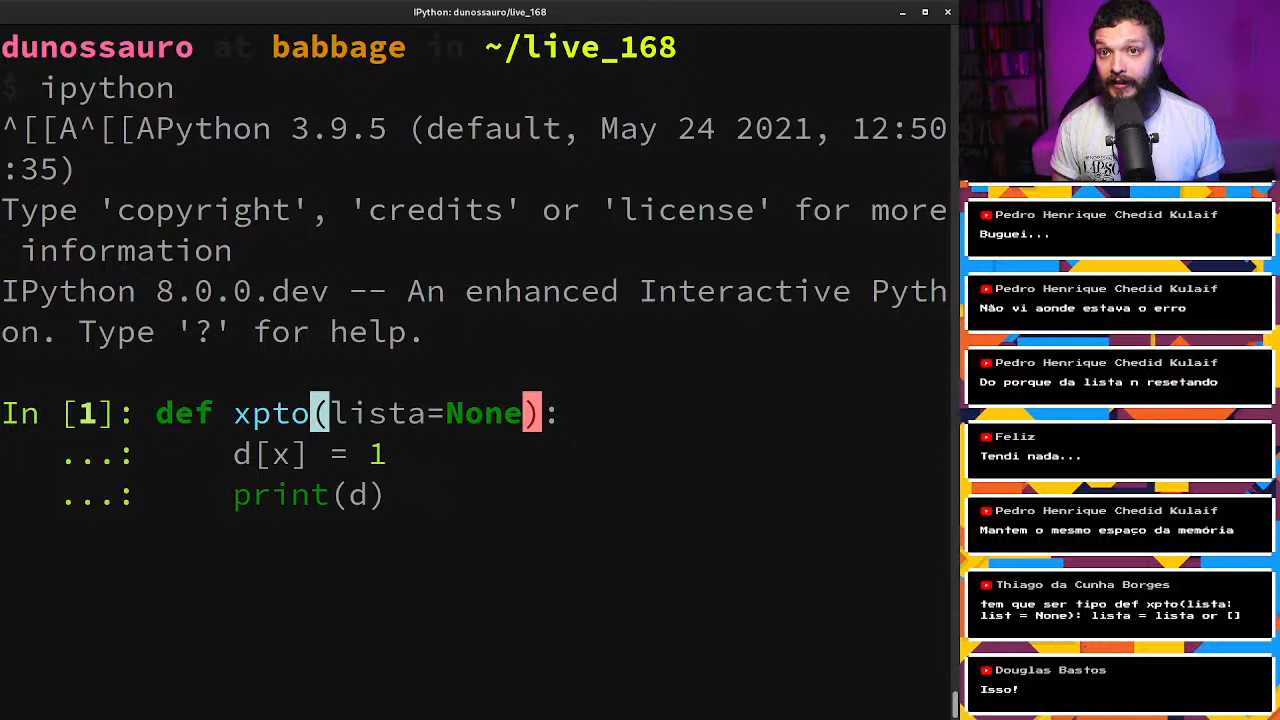 IPython: dunossauro/live_168
dunossauro at babbage in ~/live_168
$ ipython
^[[A^[[APython 3.9.5 (default, May 24 2021, 12:50
:35)
Type 'copyright', 'credits' or 'license' for more
information
IPython 8.0.0.dev -- An enhanced Interactive Pyth
on. Type '?' for help.
In [1]: def xpto(lista=None):
...: d[x] = 1
...: print(d)
Pedro Henrique Chedid Kulaif
Buguei...
Pedro Henrique Chedid Kulaif
Não vi aonde estava o erro
Pedro Henrique Chedid Kulaif
Do porque da lista n resetando
Feliz
Tendi nada...
Pedro Henrique Chedid Kulaif
Mantem o mesmo espaço da memória
Thiago da Cunha Borges
tem que ser tipo def xpto(lista:
list = None): lista = lista or []
Douglas Bastos
Isso!